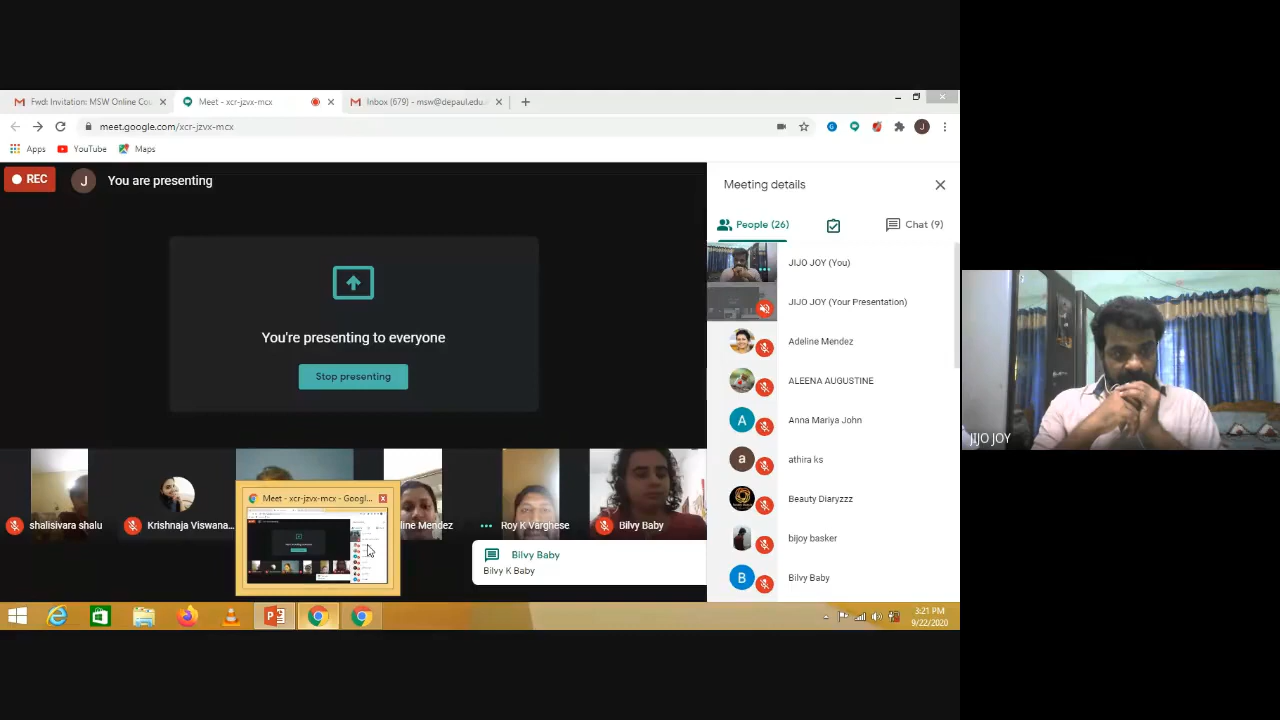 Fwd: Invitation: MSW Online Cou
Meet - xcr-jzvx-mcx
Inbox (679) - msw@depaul.edu.
meet.google.com/xcr-jzvx-mcx
J
Apps
YouTube
Maps
REC
J
You are presenting
You're presenting to everyone
Stop presenting
Meeting details
People (26)
Chat (9)
JIJO JOY (You)
JIJO JOY (Your Presentation)
Adeline Mendez
ALEENA AUGUSTINE
A
Anna Mariya John
a
athira ks
Beauty Diaryzzz
bijoy basker
B
Bilvy Baby
shalisivara shalu
Krishnaja Viswana...
Meet - xcr-jzvx-mcx - Googl...
line Mendez
Roy K Varghese
Bilvy Baby
Bilvy Baby
Bilvy K Baby
3:21 PM
9/22/2020
JIJO JOY